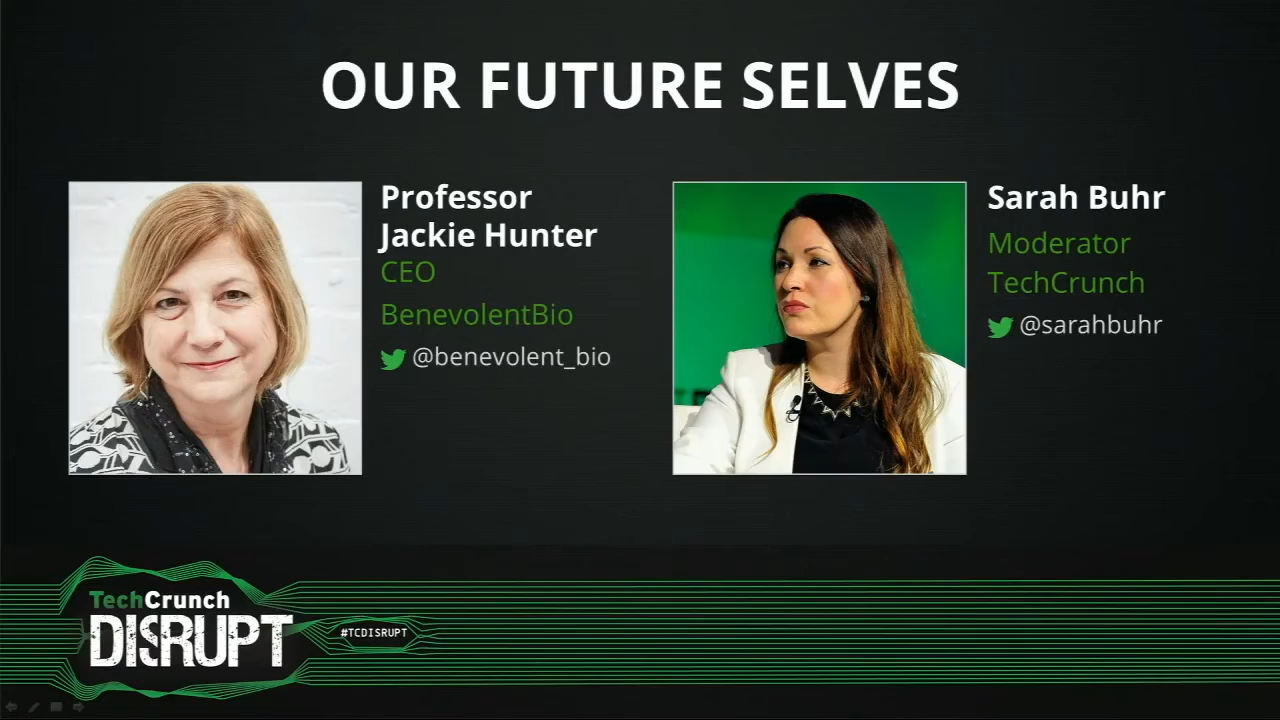 OUR FUTURE SELVES
Professor
Jackie Hunter
CEO
BenevolentBio
@benevolent_bio
Sarah Buhr
Moderator
TechCrunch
@sarahbuhr
TechCrunch
DISRUPT
#TCDISRUPT